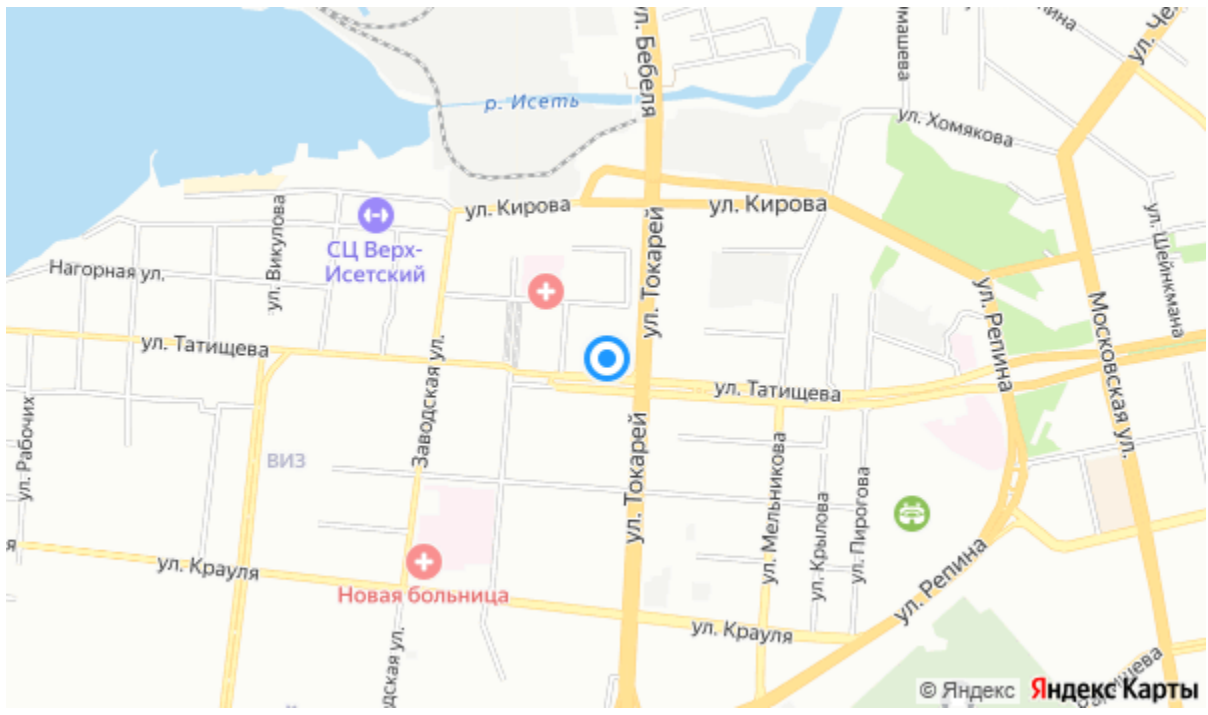 ул. Бебеля
р. Исеть
ул. Хомякова
ул. Кирова
ул. Кирова
ул. Викулова
СЦ Верх-
Исетский
Нагорная ул.
ул. Токарей
ул. Репина
ул. Шейнкмана
Московская ул.
ул. Татищева
Заводская ул.
ул. Татищева
ул. Рабочих
ВИЗ
ул. Токарей
ул. Мельникова
ул. Крылова
ул. Пирогова
ул. Крауля
Новая больница
ул. Репина
ул. Крауля
© Яндекс Яндекс Карты